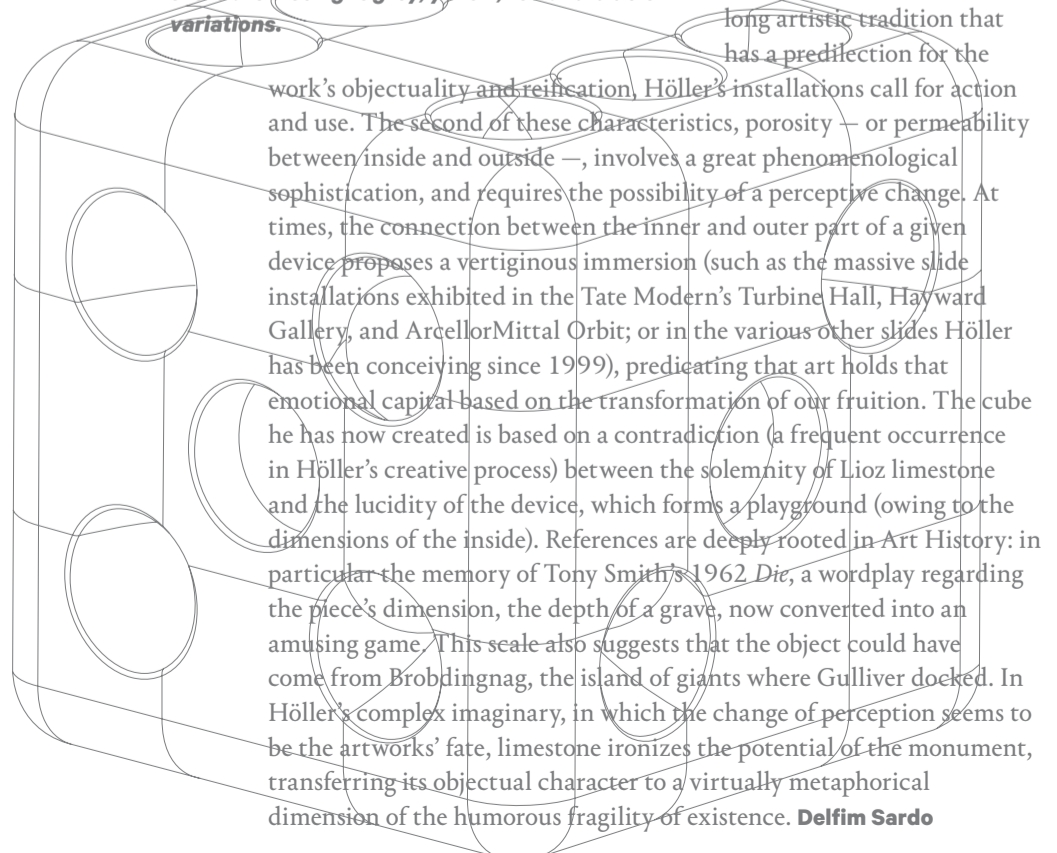 variations.
long artistic tradition that
has a predilection for the
work’s objectuality and reification, Höller’s installations call for action
and use. The second of these characteristics, porosity — or permeability
between inside and outside —, involves a great phenomenological
sophistication, and requires the possibility of a perceptive change. At
times, the connection between the inner and outer part of a given
device proposes a vertiginous immersion (such as the massive slide
installations exhibited in the Tate Modern’s Turbine Hall, Hayward
Gallery, and ArcellorMittal Orbit; or in the various other slides Höller
has been conceiving since 1999), predicating that art holds that
emotional capital based on the transformation of our fruition. The cube
he has now created is based on a contradiction (a frequent occurrence
in Höller’s creative process) between the solemnity of Lioz limestone
and the lucidity of the device, which forms a playground (owing to the
dimensions of the inside). References are deeply rooted in Art History: in
particular the memory of Tony Smith’s 1962 Die, a wordplay regarding
the piece’s dimension, the depth of a grave, now converted into an
amusing game. This scale also suggests that the object could have
come from Brobdingnag, the island of giants where Gulliver docked. In
Höller’s complex imaginary, in which the change of perception seems to
be the artworks’ fate, limestone ironizes the potential of the monument,
transferring its objectual character to a virtually metaphorical
dimension of the humorous fragility of existence. Delfim Sardo